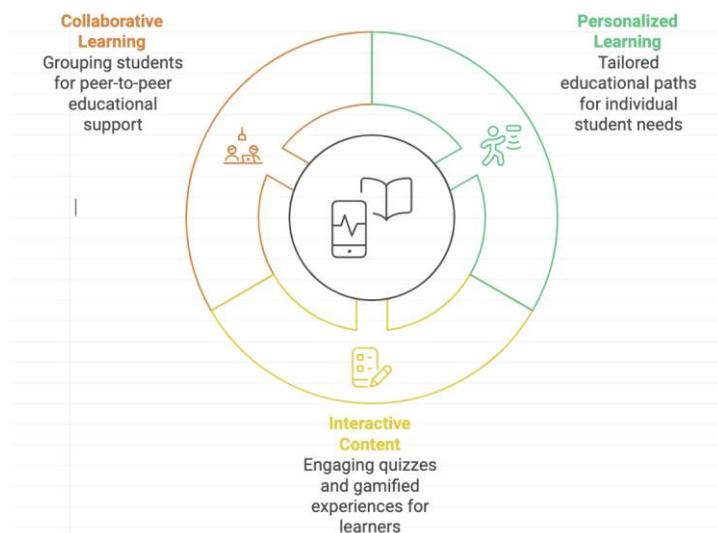 Collaborative
Learning
Grouping students
for peer-to-peer
educational
support
Personalized
Learning
Tailored
educational paths
for individual
student needs
Interactive
Content
Engaging quizzes
and gamified
experiences for
learners